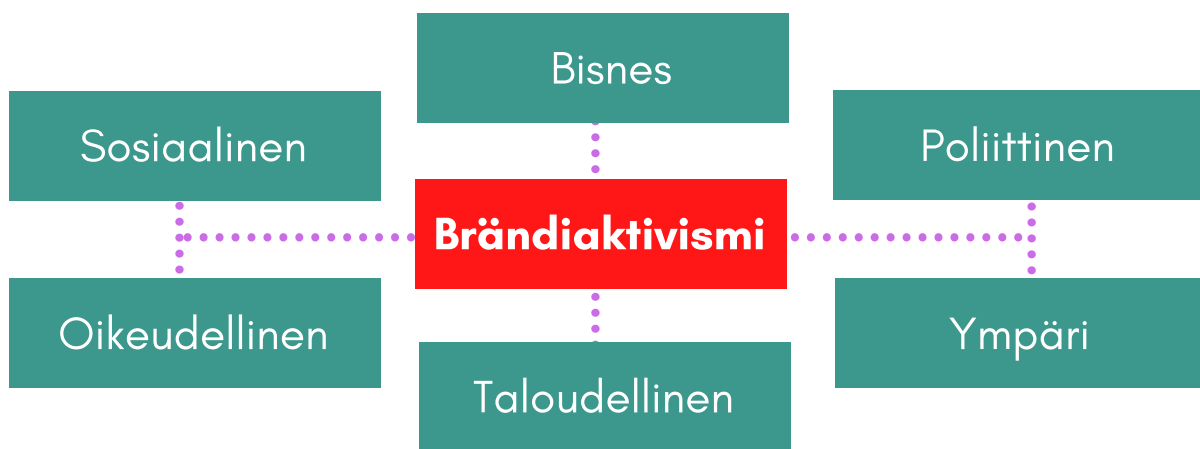 Bisnes
Sosiaalinen
Poliittinen
Brändiaktivismi
Oikeudellinen
Ympäri
Taloudellinen